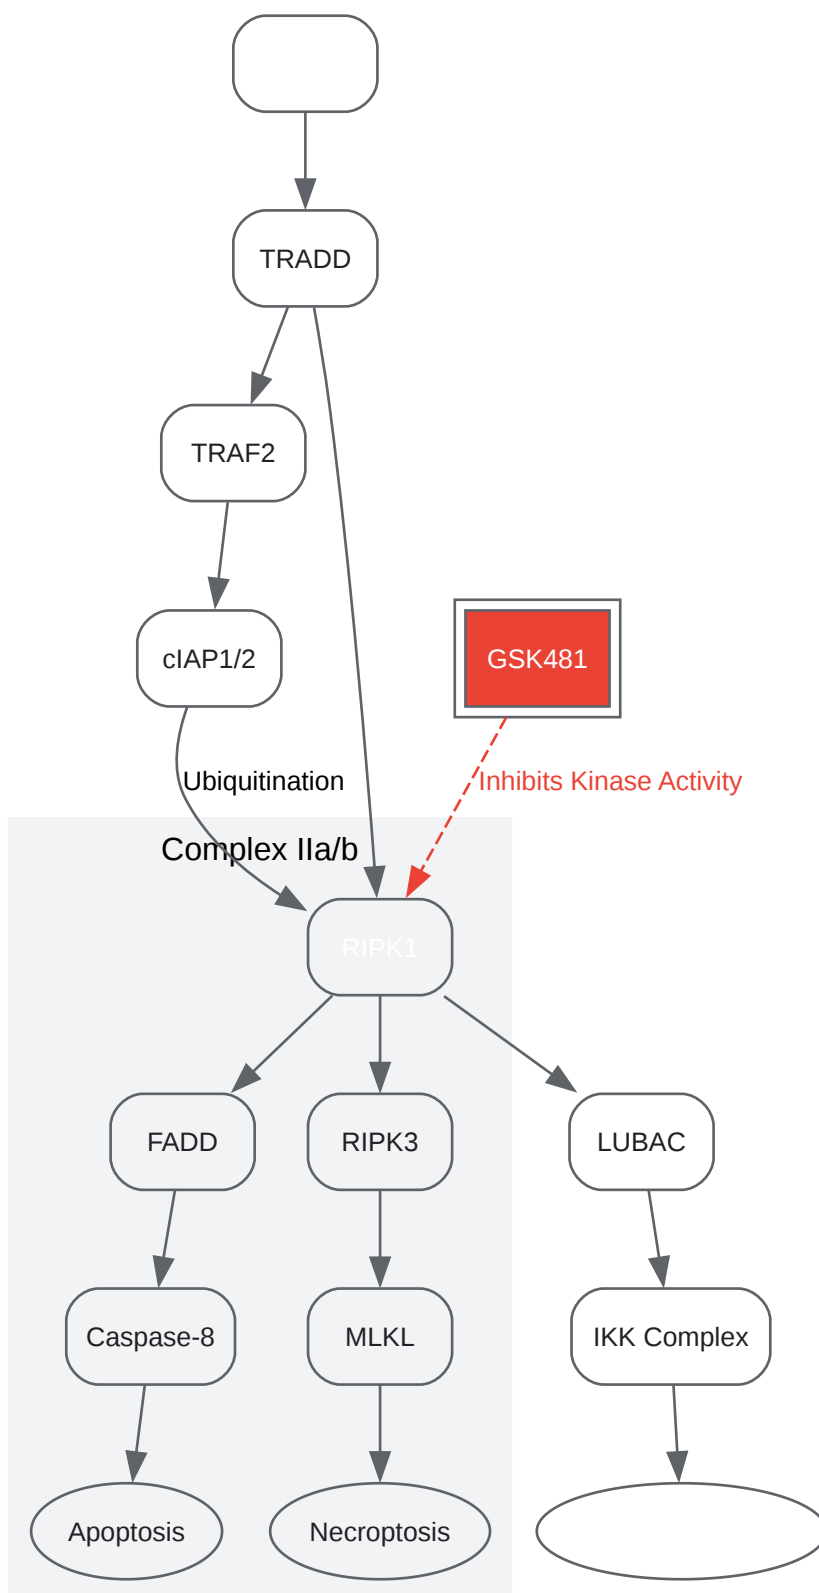 TRADD
TRAF2
cIAP1/2
GSK481
Ubiquitination
Inhibits Kinase Activity
Complex IIa/b
RIPK1
FADD
RIPK3
LUBAC
Caspase-8
MLKL
IKK Complex
Apoptosis
Necroptosis